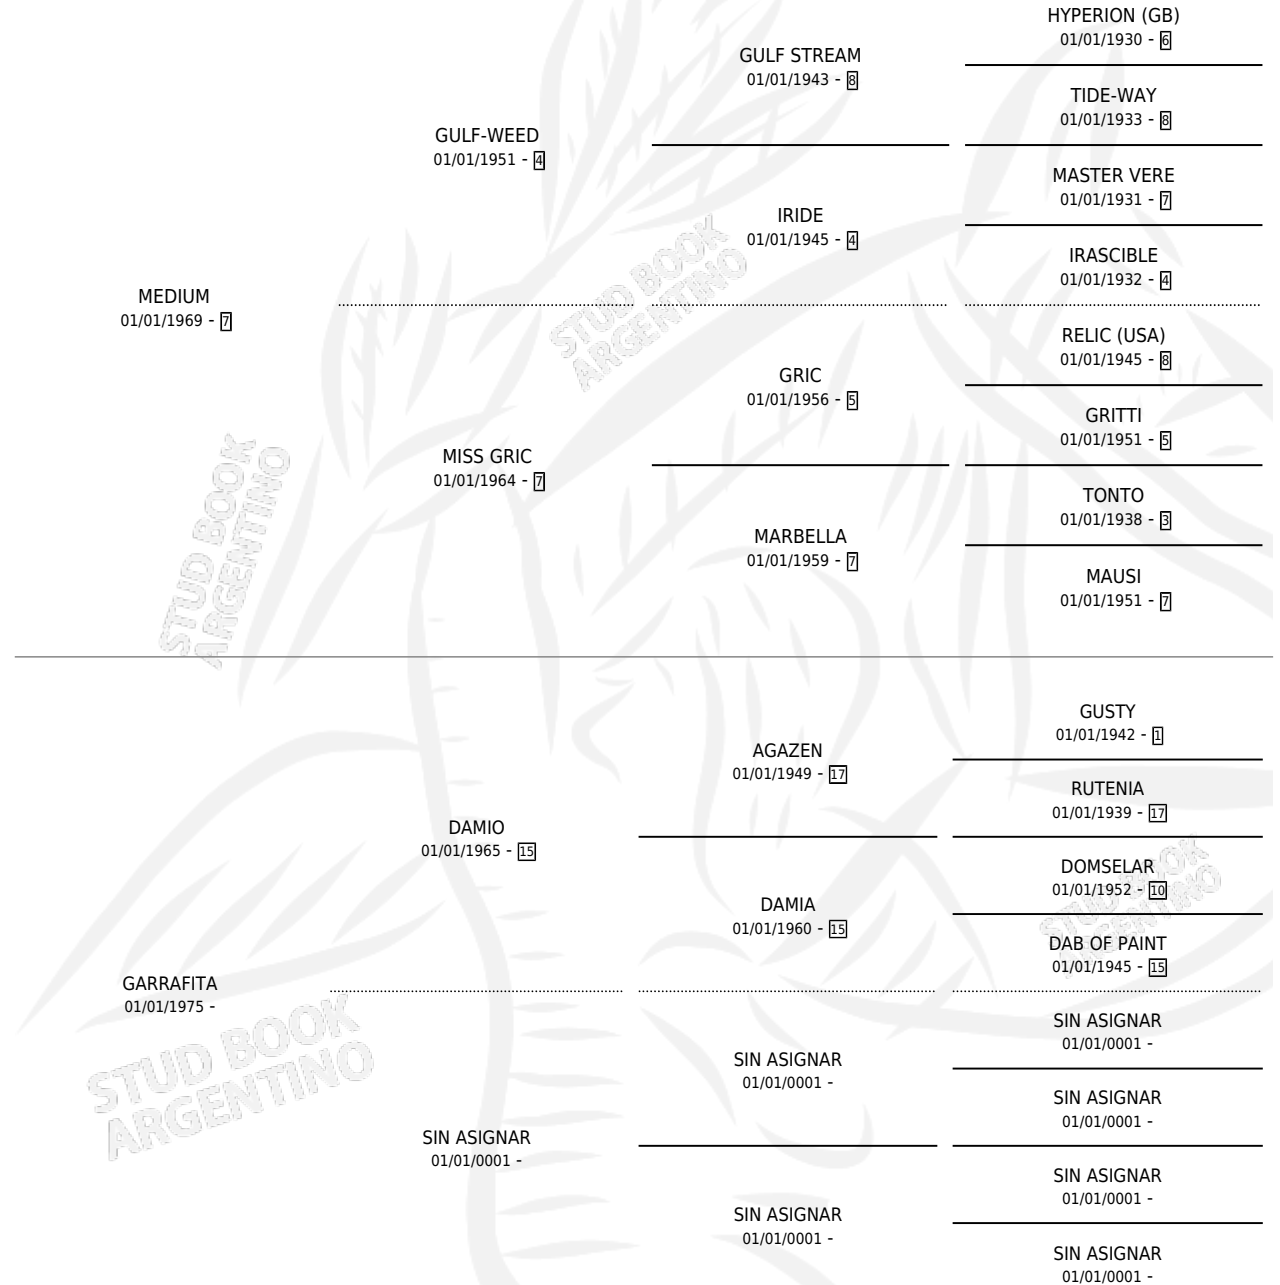 HYPERION (GB)
01/01/1930 - 6
GULF STREAM
01/01/1943 - 8
TIDE-WAY
01/01/1933 - 8
GULF-WEED
01/01/1951 - 4
MASTER VERE
01/01/1931 - 7
IRIDE
01/01/1945 - 4
IRASCIBLE
01/01/1932 - 4
MEDIUM
01/01/1969 - 7
RELIC (USA)
01/01/1945 - 8
GRIC
01/01/1956 - 5
GRITTI
01/01/1951 - 5
MISS GRIC
01/01/1964 - 7
TONTO
01/01/1938 - 3
MARBELLA
01/01/1959 - 7
MAUSI
01/01/1951 - 7
GUSTY
01/01/1942 - 1
AGAZEN
01/01/1949 - 17
RUTENIA
01/01/1939 - 17
DAMIO
01/01/1965 - 15
DOMSELAR
01/01/1952 - 10
DAMIA
01/01/1960 - 15
DAB OF PAINT
01/01/1945 - 15
GARRAFITA
01/01/1975 -
SIN ASIGNAR
01/01/0001 -
SIN ASIGNAR
01/01/0001 -
SIN ASIGNAR
01/01/0001 -
SIN ASIGNAR
01/01/0001 -
SIN ASIGNAR
01/01/0001 -
SIN ASIGNAR
01/01/0001 -
SIN ASIGNAR
01/01/0001 -
STUD BOOK
ARGENTINO
STUD BOOK
ARGENTINO
STUD BOOK
ARGENTINO
STUD BOOK
ARGENTINO